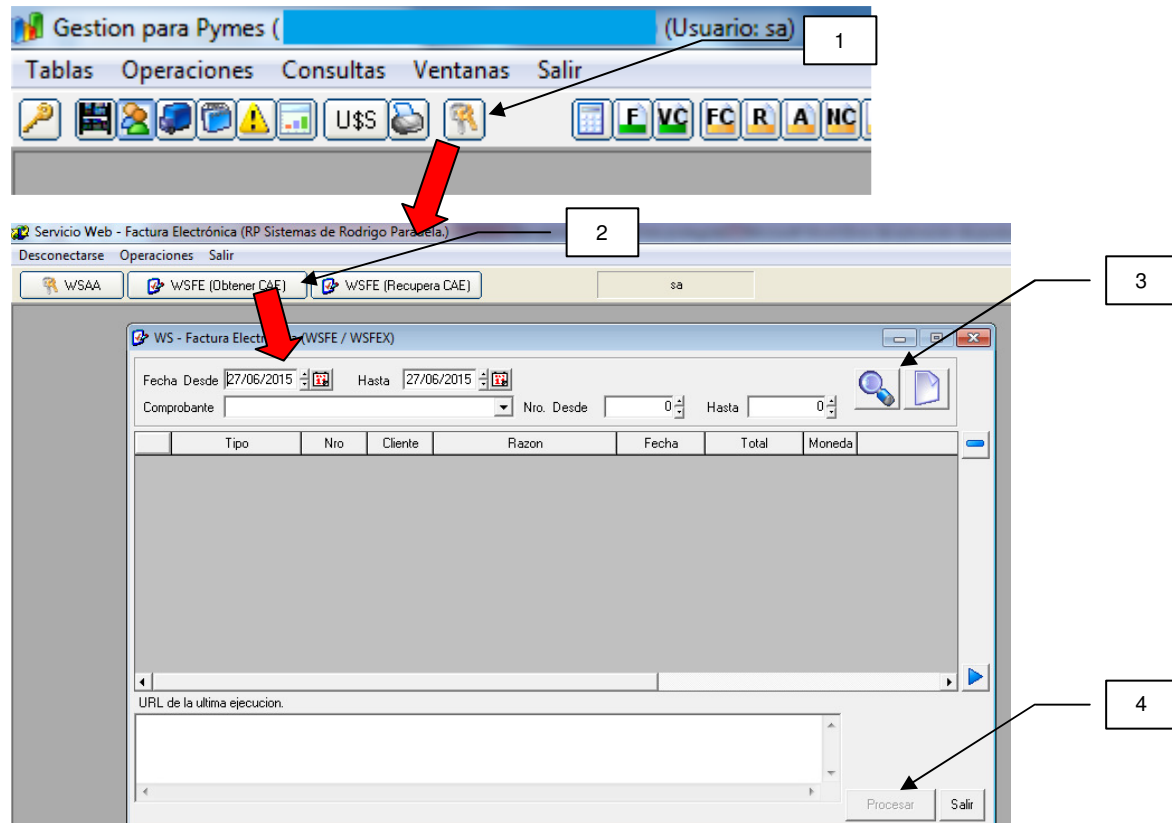 Gestion para Pymes ( (Usuario: sa)
1
Tablas Operaciones Consultas Ventanas Salir
U$S F VC FC R A NC
Servicio Web - Factura Electrónica (RP Sistemas de Rodrigo Paradela.)
2
Desconectarse Operaciones Salir
WSAA WSFE (Obtener CAE) WSFE (Recupera CAE) sa
3
WS - Factura Electronica (WSFE / WSFEX)
Fecha Desde 27/06/2015 Hasta 27/06/2015
Comprobante Nro. Desde 0 Hasta 0
Tipo Nro Cliente Razon Fecha Total Moneda
URL de la ultima ejecucion.
4
Procesar Salir